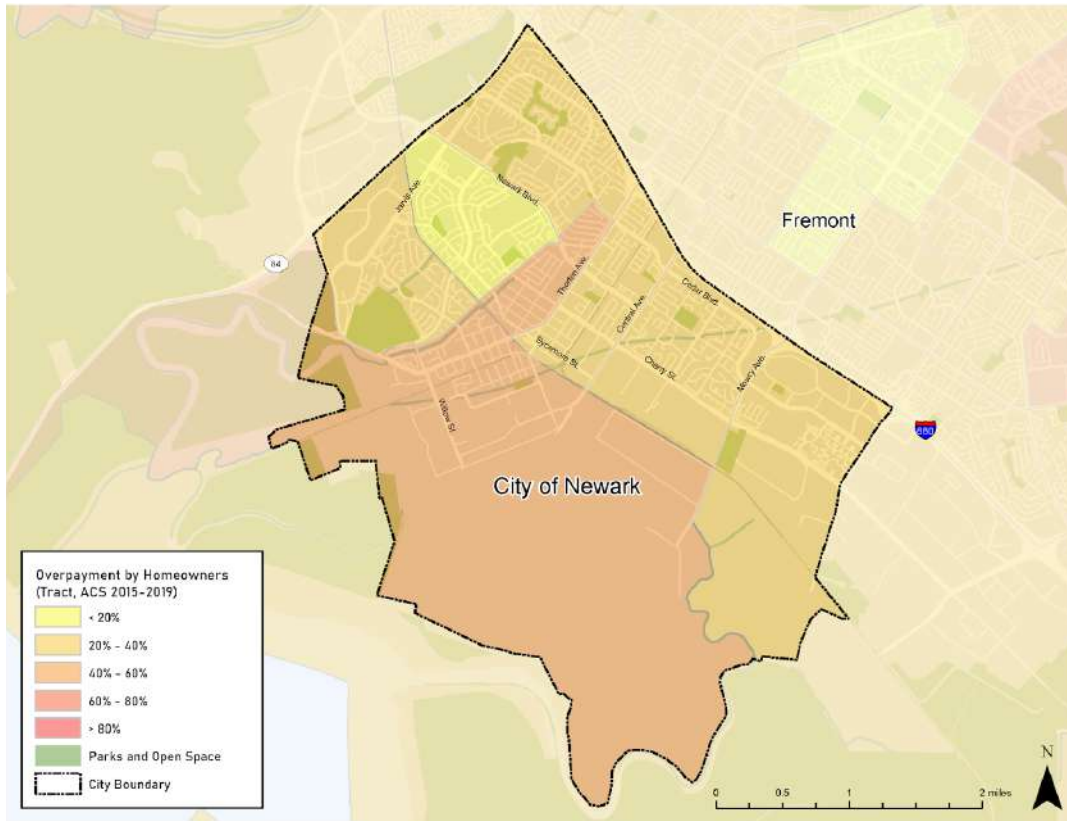 Fremont
Newark Blvd.
Jarvis Ave.
84
Thorton Ave.
Cedar Blvd.
Central Ave.
Sycamore St.
Cherry St.
Mowry Ave.
Willow St.
880
City of Newark
Overpayment by Homeowners
(Tract, ACS 2015-2019)
< 20%
20% - 40%
40% - 60%
60% - 80%
> 80%
Parks and Open Space
City Boundary
N
0 0.5 1 2 miles